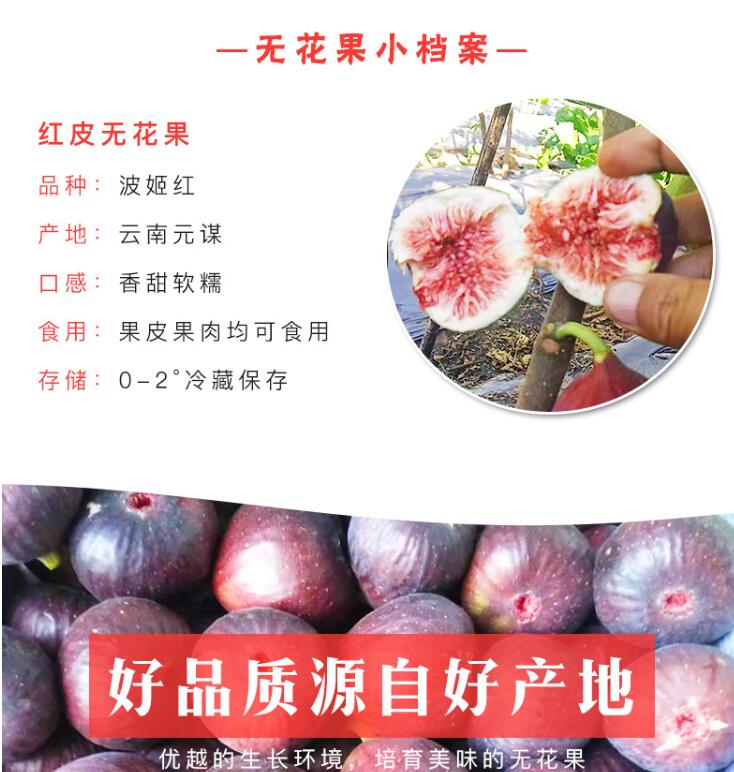 —无花果小档案—
红皮无花果
品种：波姬红
产地：云南元谋
口感：香甜软糯
食用：果皮果肉均可食用
存储：0-2°冷藏保存
好品质源自好产地
优越的生长环境，培育美味的无花果